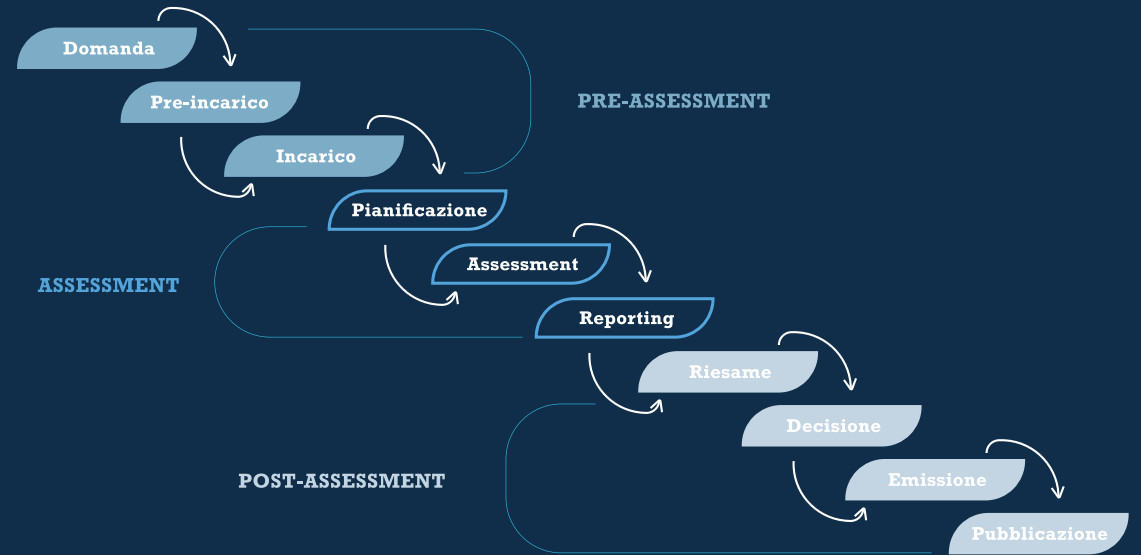 Domanda
Pre-incarico
PRE-ASSESSMENT
Incarico
Pianificazione
Assessment
ASSESSMENT
Reporting
Riesame
Decisione
POST-ASSESSMENT
Emissione
Pubblicazione